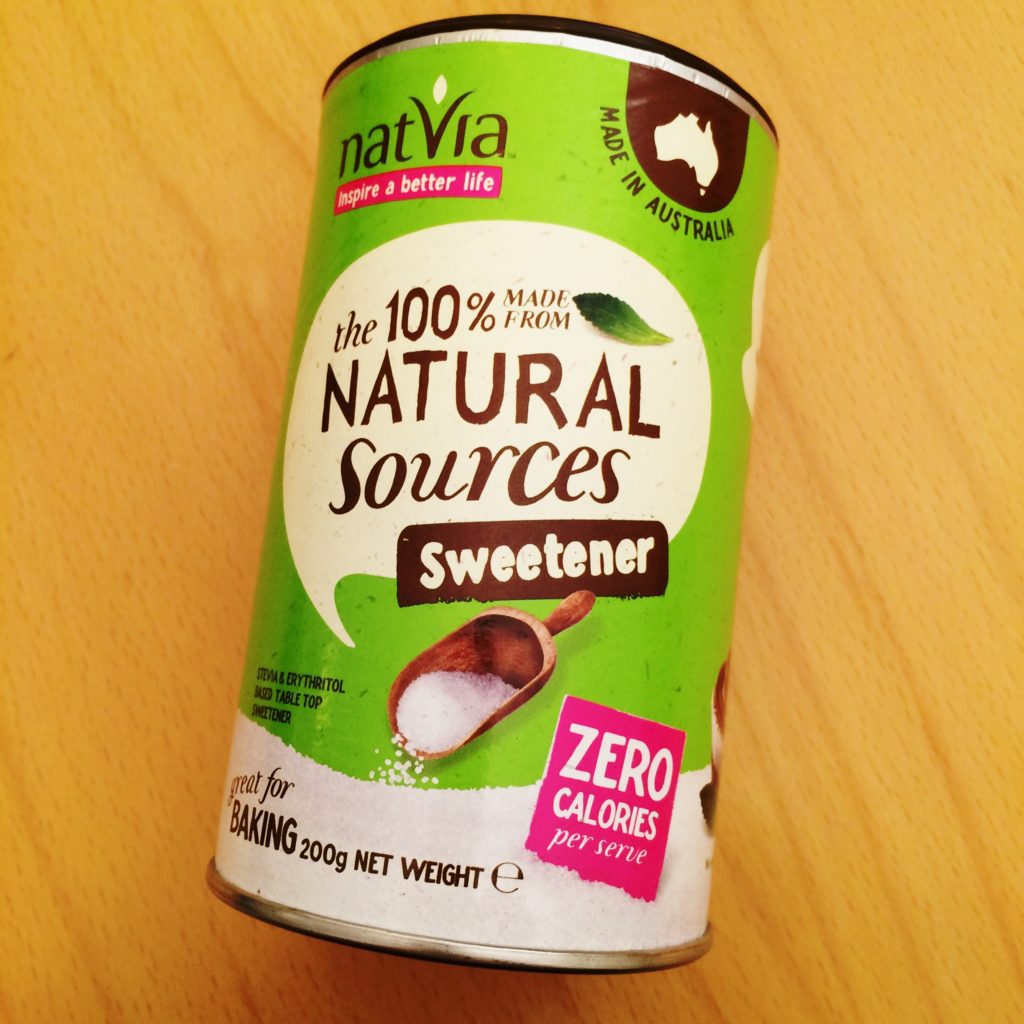 natvia™
Inspire a better life
MADE IN AUSTRALIA
the 100% MADE
FROM
NATURAL
Sources
Sweetener
STEVIA & ERYTHRITOL
BASED TABLE TOP
SWEETENER
ZERO
CALORIES
per serve
great for
BAKING 200g NET WEIGHT ℮